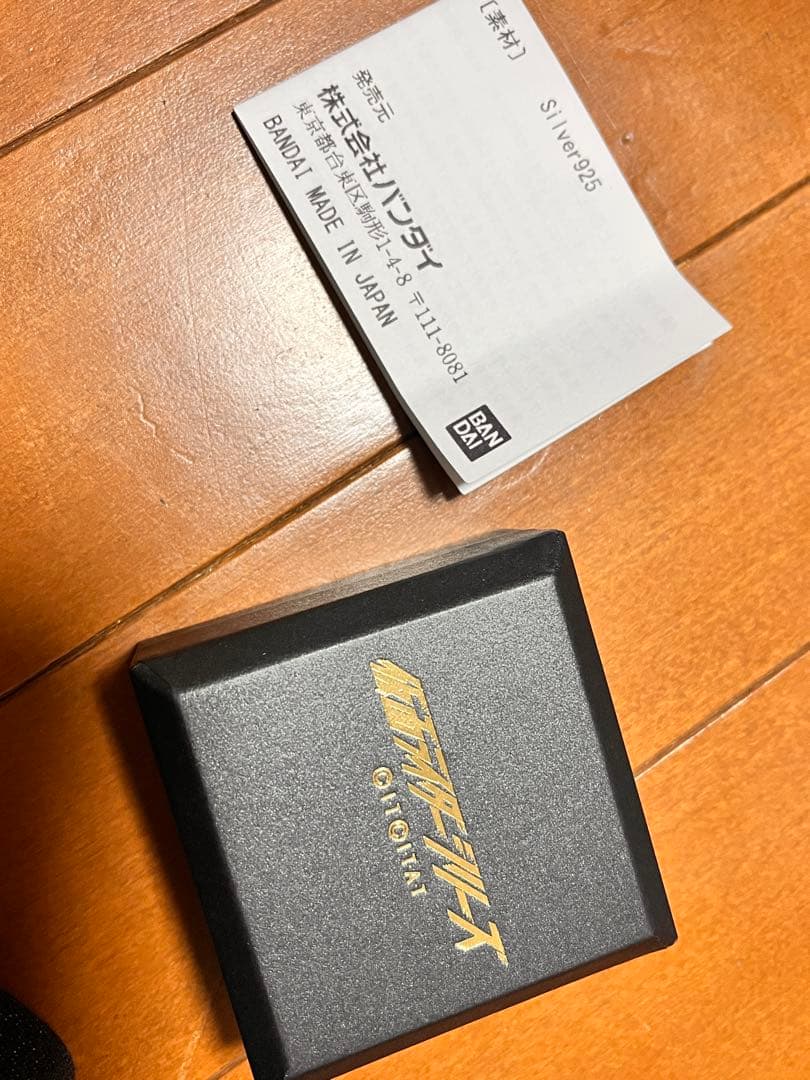 ［素材］
Silver925
発売元
株式会社バンダイ
東京都台東区駒形1-4-8 〒111-8081
BANDAI MADE IN JAPAN
BAN
DAI
仮面ライダーシリーズ